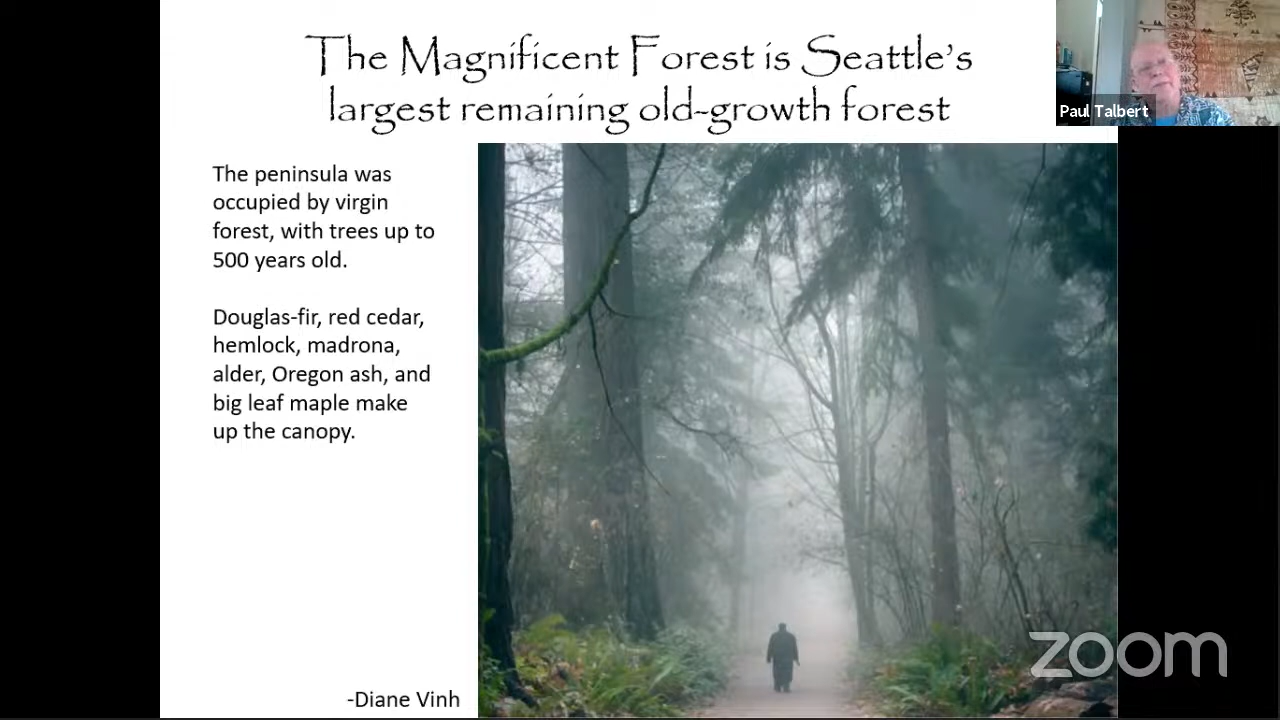 The Magnificent Forest is Seattle's
largest remaining old-growth forest
Paul Talbert
The peninsula was
occupied by virgin
forest, with trees up to
500 years old.
Douglas-fir, red cedar,
hemlock, madrona,
alder, Oregon ash, and
big leaf maple make
up the canopy.
-Diane Vinh
zoom